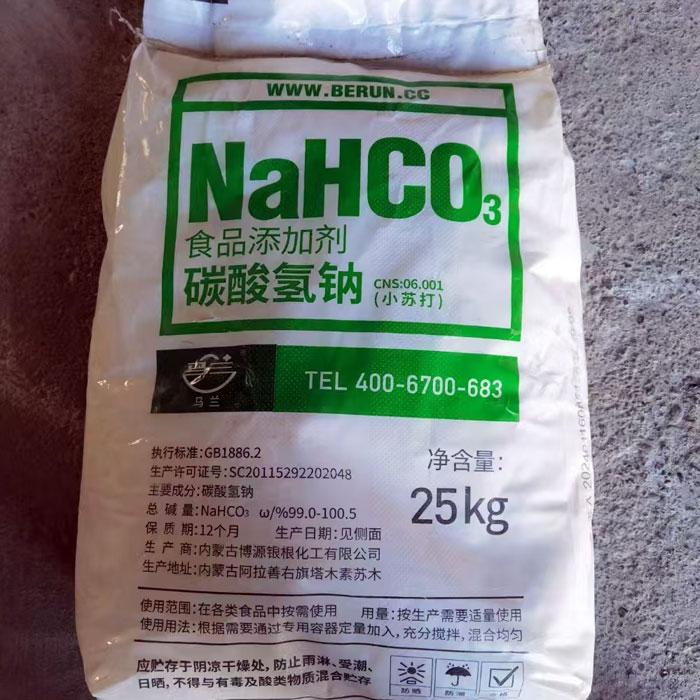 WWW.BERUN.CC
NaHCO₃
食品添加剂
碳酸氢钠 CNS:06.001
(小苏打)
马兰
TEL 400-6700-683
执行标准:GB1886.2
生产许可证号:SC20115292202048
主要成分:碳酸氢钠
总 碱 量:NaHCO₃ ω/%99.0-100.5
保 质 期:12个月 生产日期:见侧面
生 产 商:内蒙古博源银根化工有限公司
生产地址:内蒙古阿拉善右旗塔木素苏木
净含量:
25kg
使用范围:在各类食品中按需使用 用量:按生产需要适量使用
使用用法:根据需要通过专用容器定量加入,充分搅拌,混合均匀
应贮存于阴凉干燥处,防止雨淋、受潮、
日晒,不得与有毒及酸类物质混合贮存
防晒 防潮